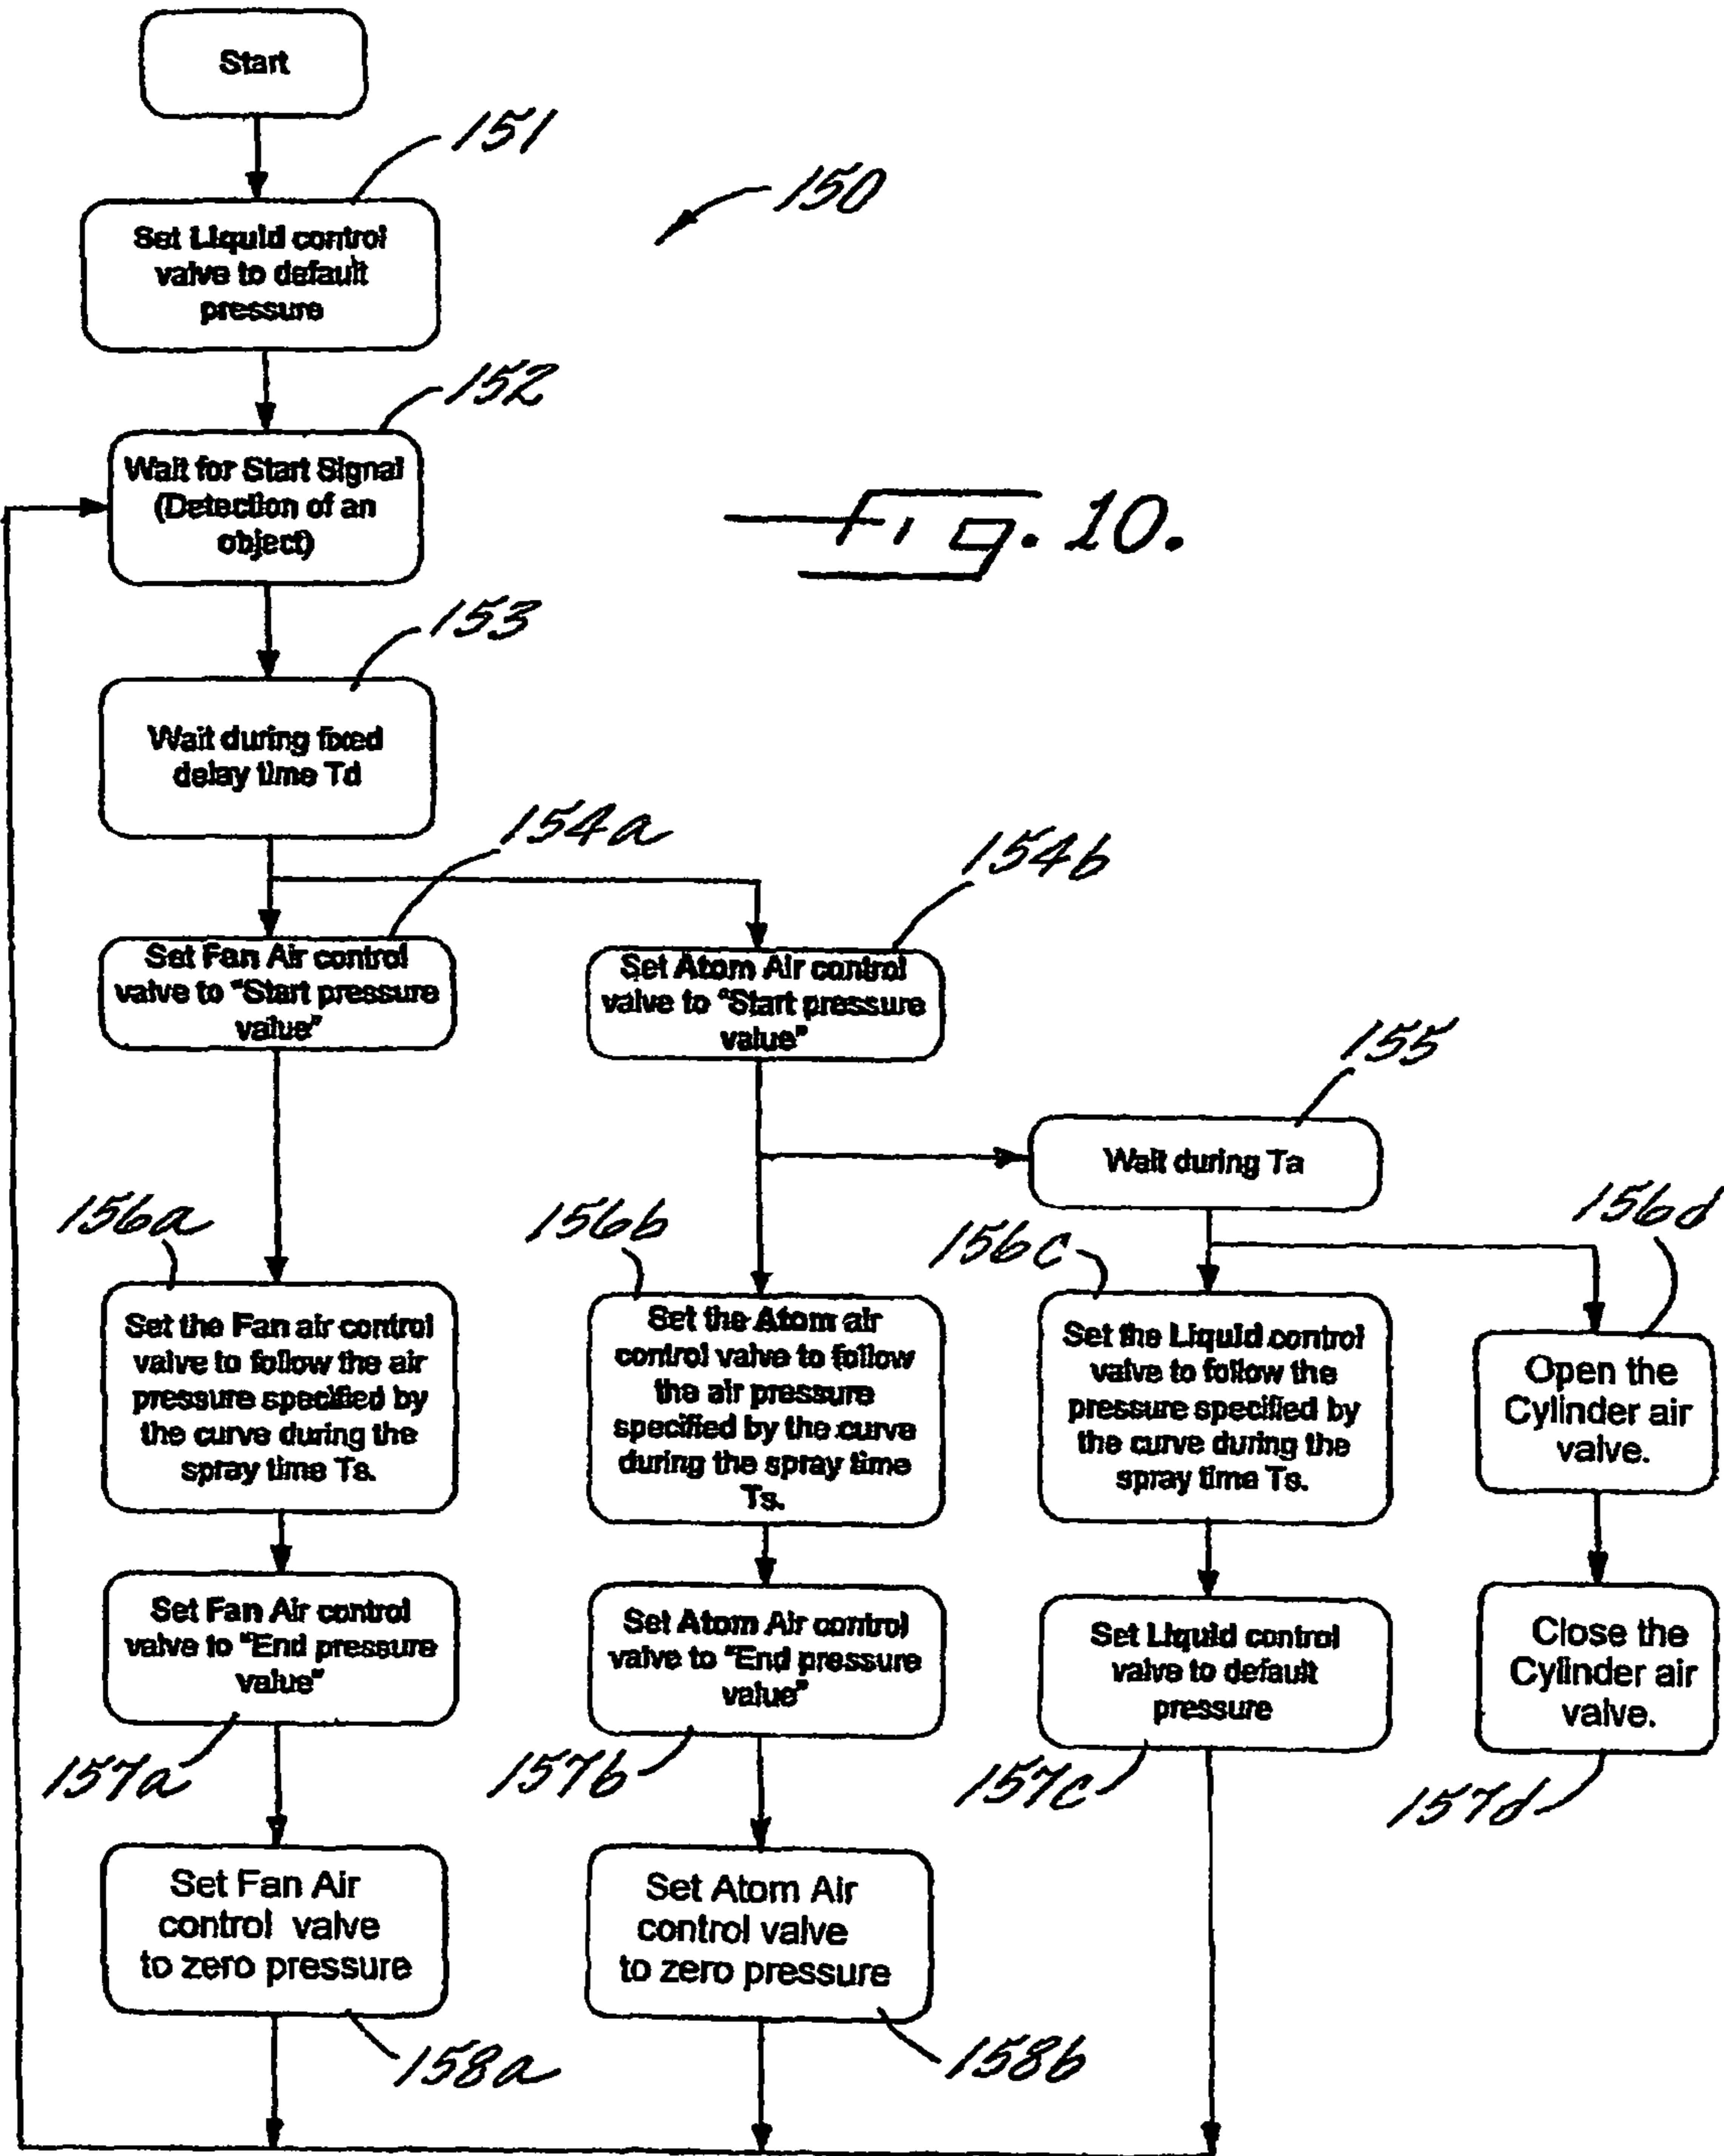 Start
151
150
Set Liquid control
valve to default
pressure
152
Wait for Start Signal
(Detection of an
object)
Fig. 10.
153
Wait during fixed
delay time Td
154a
154b
Set Fan Air control
valve to "Start pressure
value"
Set Atom Air control
valve to "Start pressure
value"
155
Wait during Ta
156a
156b
156c
156d
Set the Fan air control
valve to follow the air
pressure specified by
the curve during the
spray time Ts.
Set the Atom air
control valve to follow
the air pressure
specified by the curve
during the spray time
Ts.
Set the Liquid control
valve to follow the
pressure specified by
the curve during the
spray time Ts.
Open the
Cylinder air
valve.
Set Fan Air control
valve to "End pressure
value"
Set Atom Air control
valve to "End pressure
value"
Set Liquid control
valve to default
pressure
Close the
Cylinder air
valve.
157a
157b
157c
157d
Set Fan Air
control valve
to zero pressure
Set Atom Air
control valve
to zero pressure
158a
158b